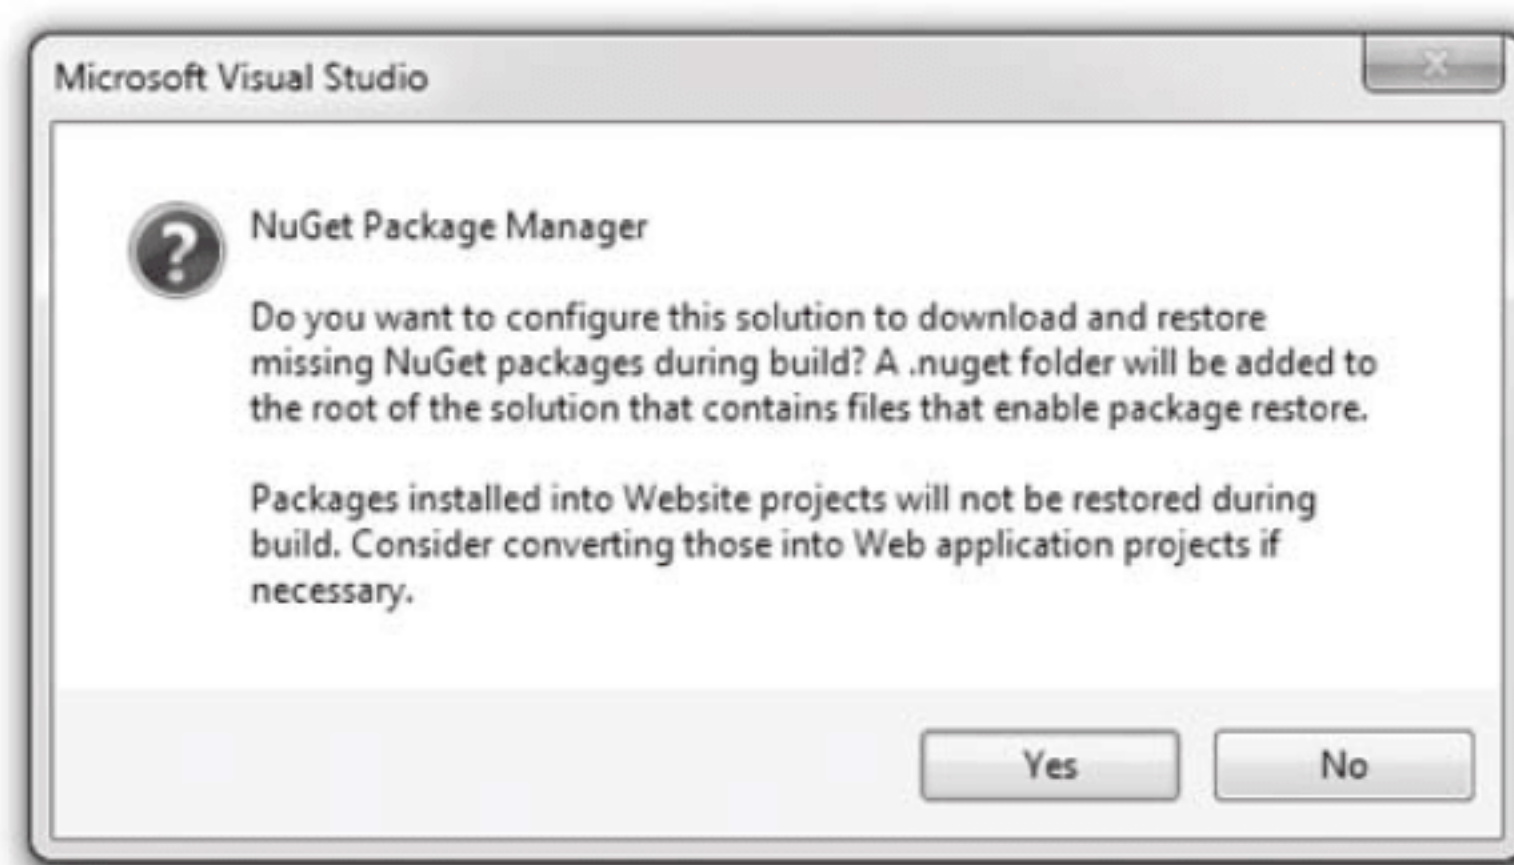 Microsoft Visual Studio
NuGet Package Manager
Do you want to configure this solution to download and restore
missing NuGet packages during build? A .nuget folder will be added to
the root of the solution that contains files that enable package restore.
Packages installed into Website projects will not be restored during
build. Consider converting those into Web application projects if
necessary.
Yes
No